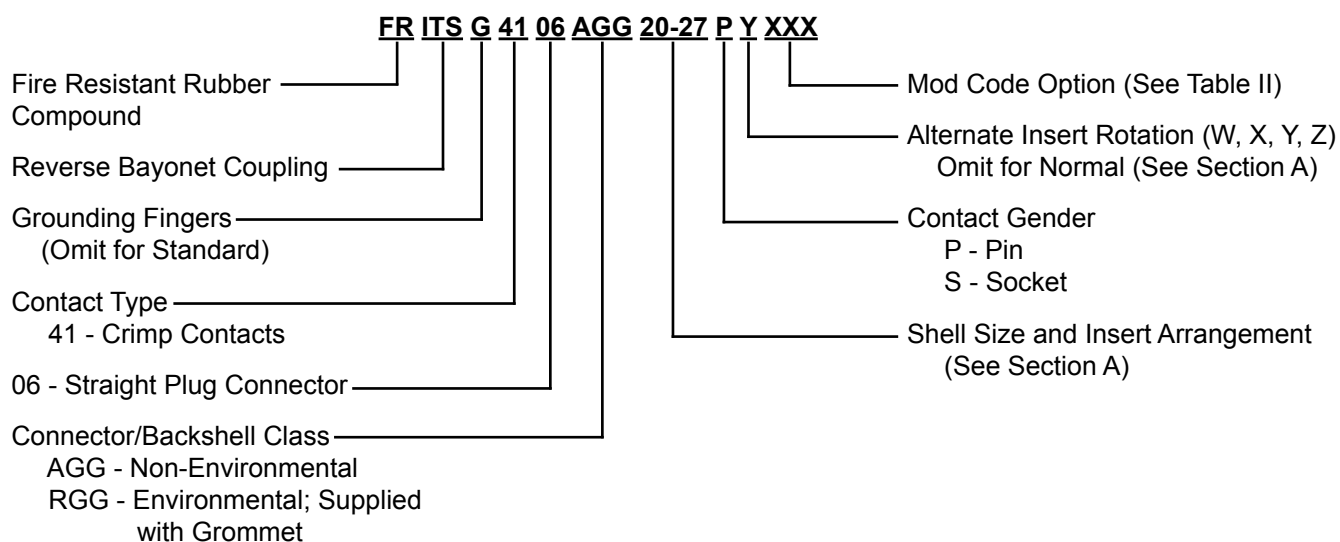 FR ITS G 41 06 AGG 20-27 P Y XXX
Fire Resistant Rubber
Compound
Reverse Bayonet Coupling
Grounding Fingers
(Omit for Standard)
Contact Type
41 - Crimp Contacts
06 - Straight Plug Connector
Connector/Backshell Class
AGG - Non-Environmental
RGG - Environmental; Supplied
with Grommet
Mod Code Option (See Table II)
Alternate Insert Rotation (W, X, Y, Z)
Omit for Normal (See Section A)
Contact Gender
P - Pin
S - Socket
Shell Size and Insert Arrangement
(See Section A)